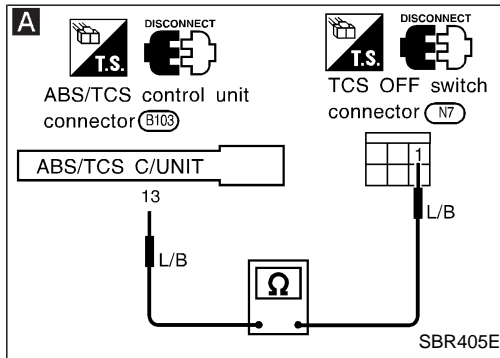 A
DISCONNECT
T.S.
ABS/TCS control unit
connector B103
DISCONNECT
T.S.
TCS OFF switch
connector N7
ABS/TCS C/UNIT
13
L/B
1
L/B
Ω
SBR405E